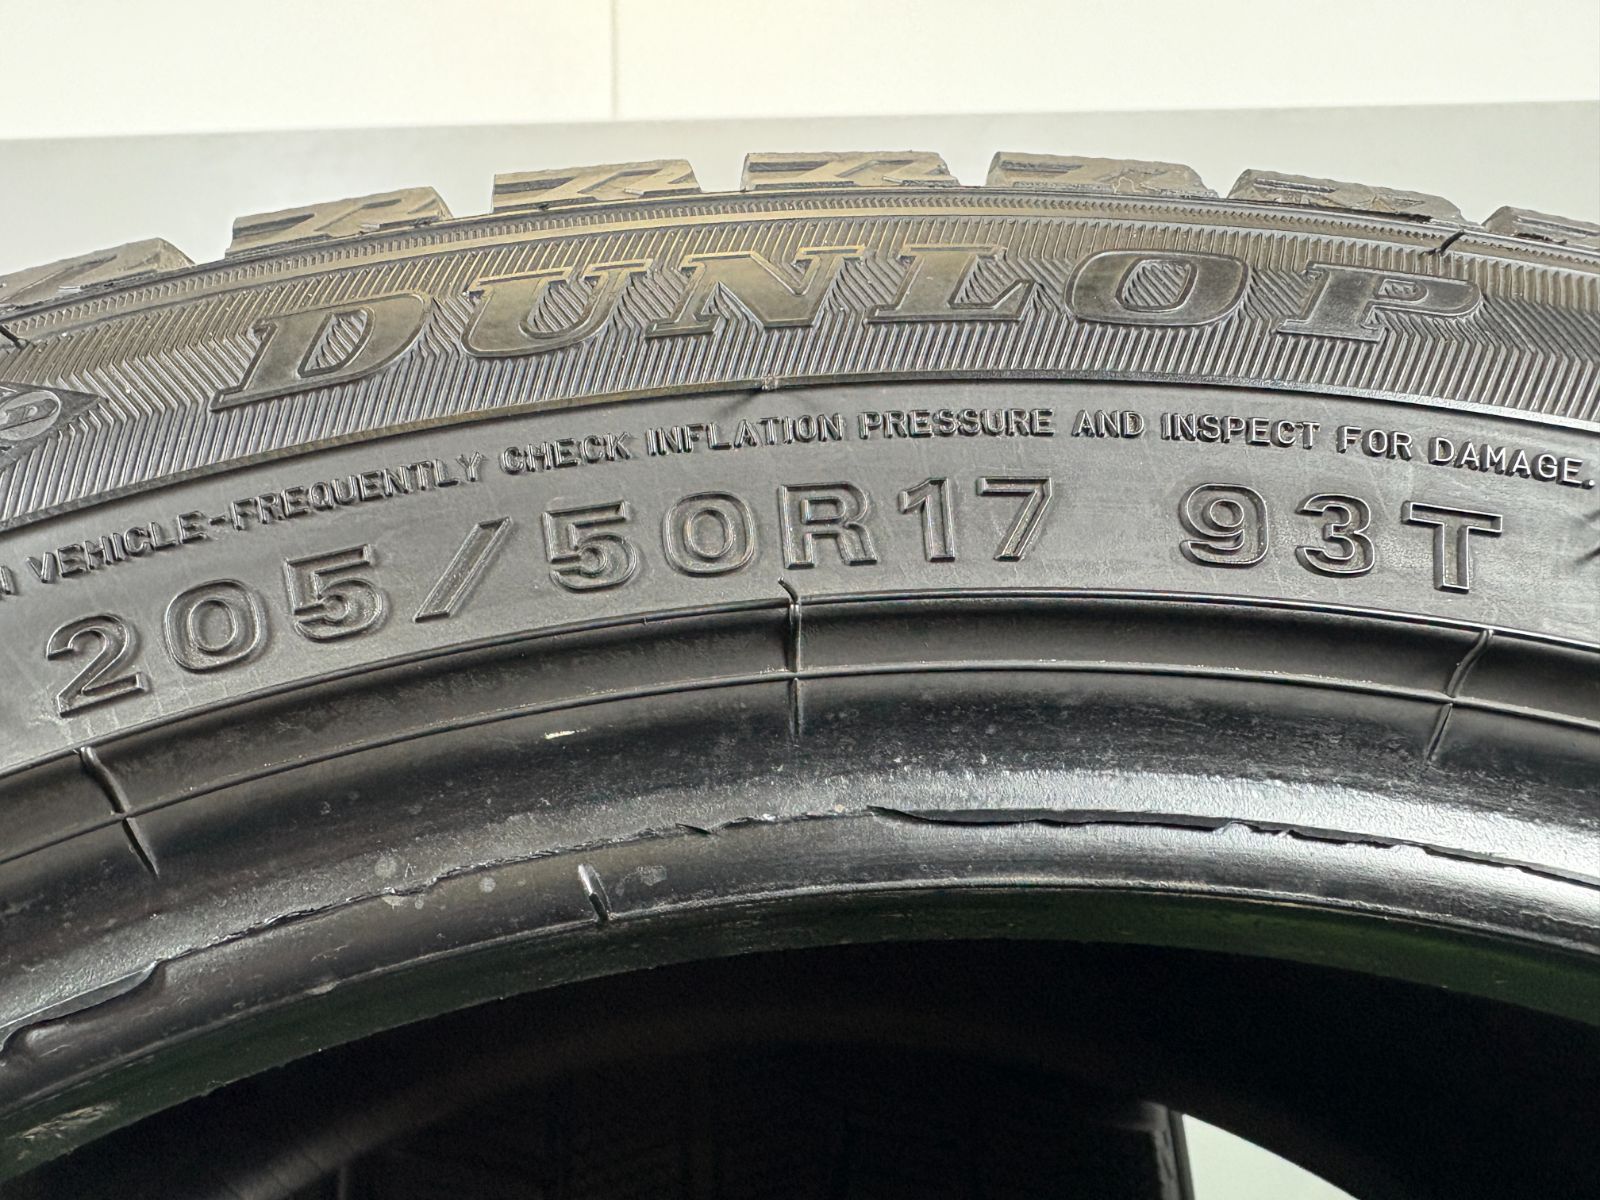 DUNLOP
VEHICLE-FREQUENTLY CHECK INFLATION PRESSURE AND INSPECT FOR DAMAGE.
205/50R17 93T